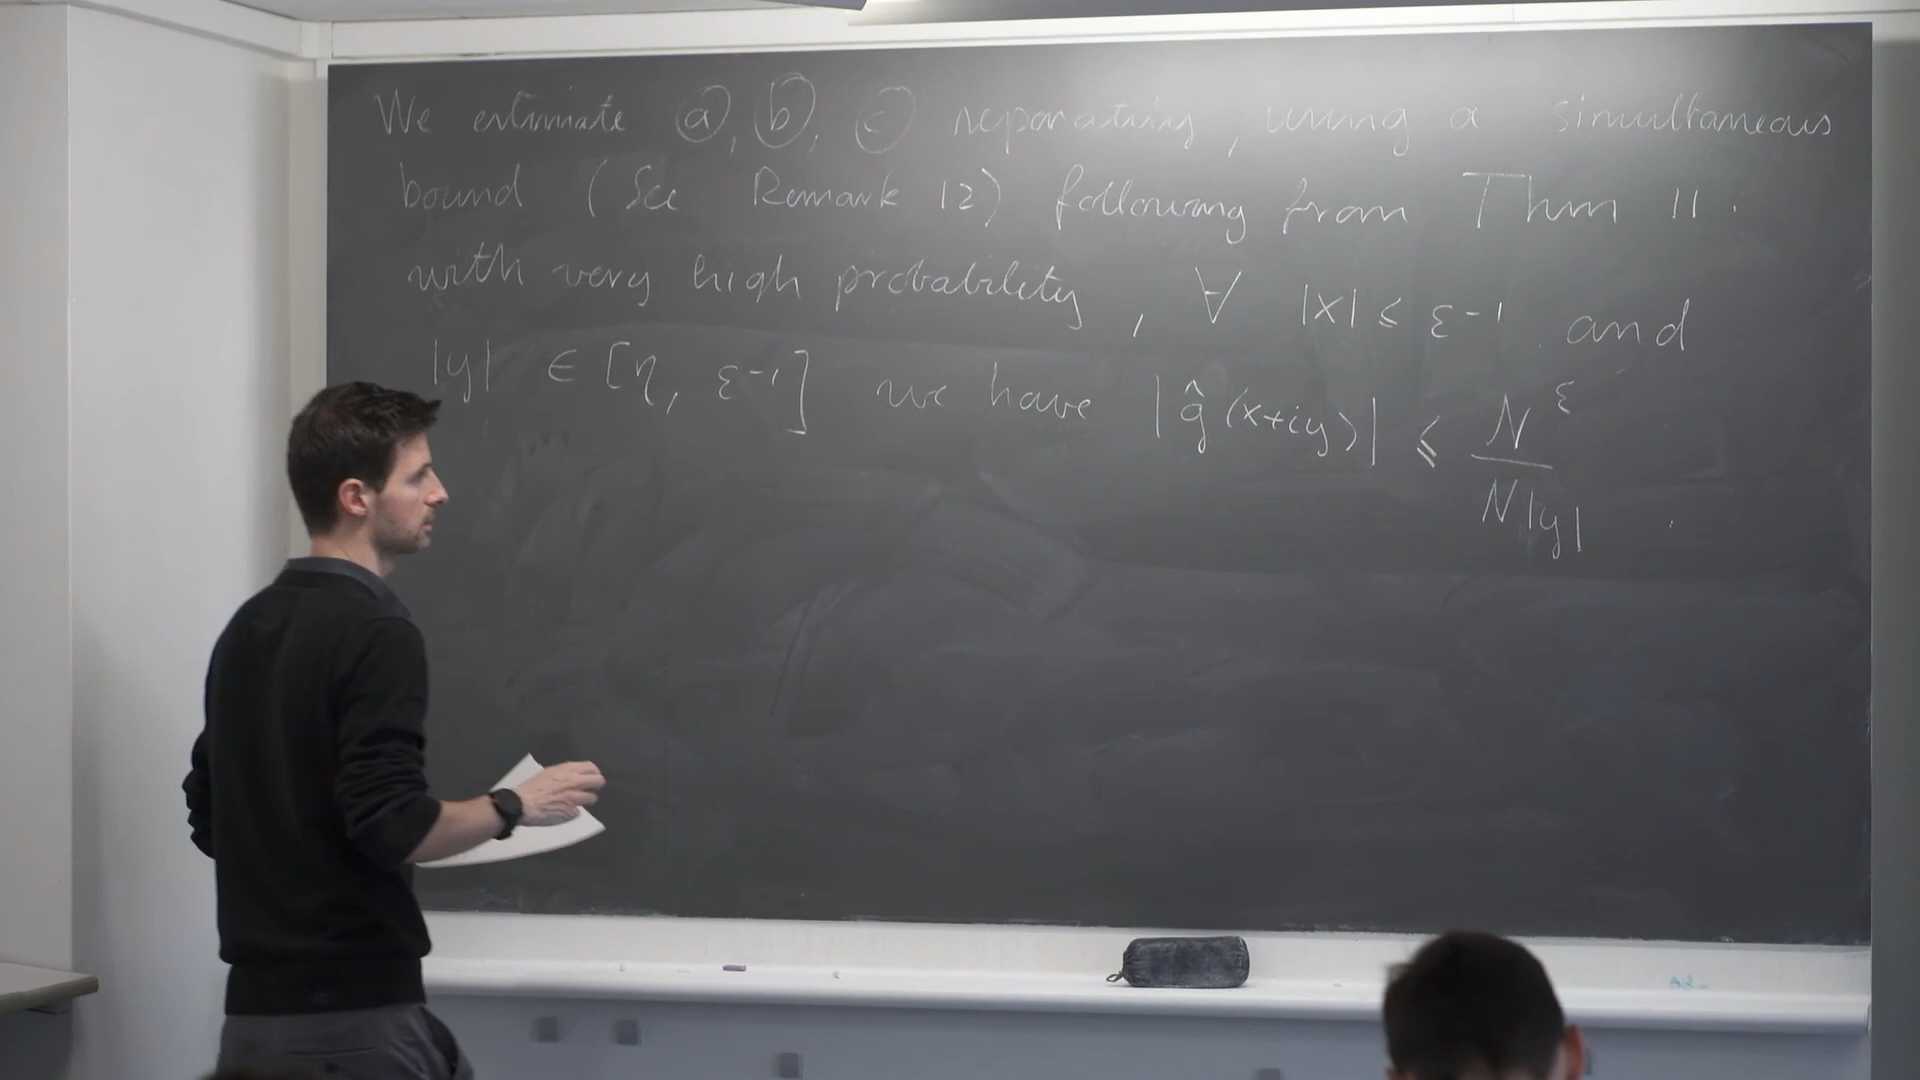 We estimate ⓐ, ⓑ, ⓒ separately, using a simultaneous
bound (See Remark 12) following from Thm 11.
with very high probability, ∀ |x| ≤ ε⁻¹ and
|y| ∈ [η, ε⁻¹] we have |ĝ(x+iy)| ≤ N^ε / N|y| .